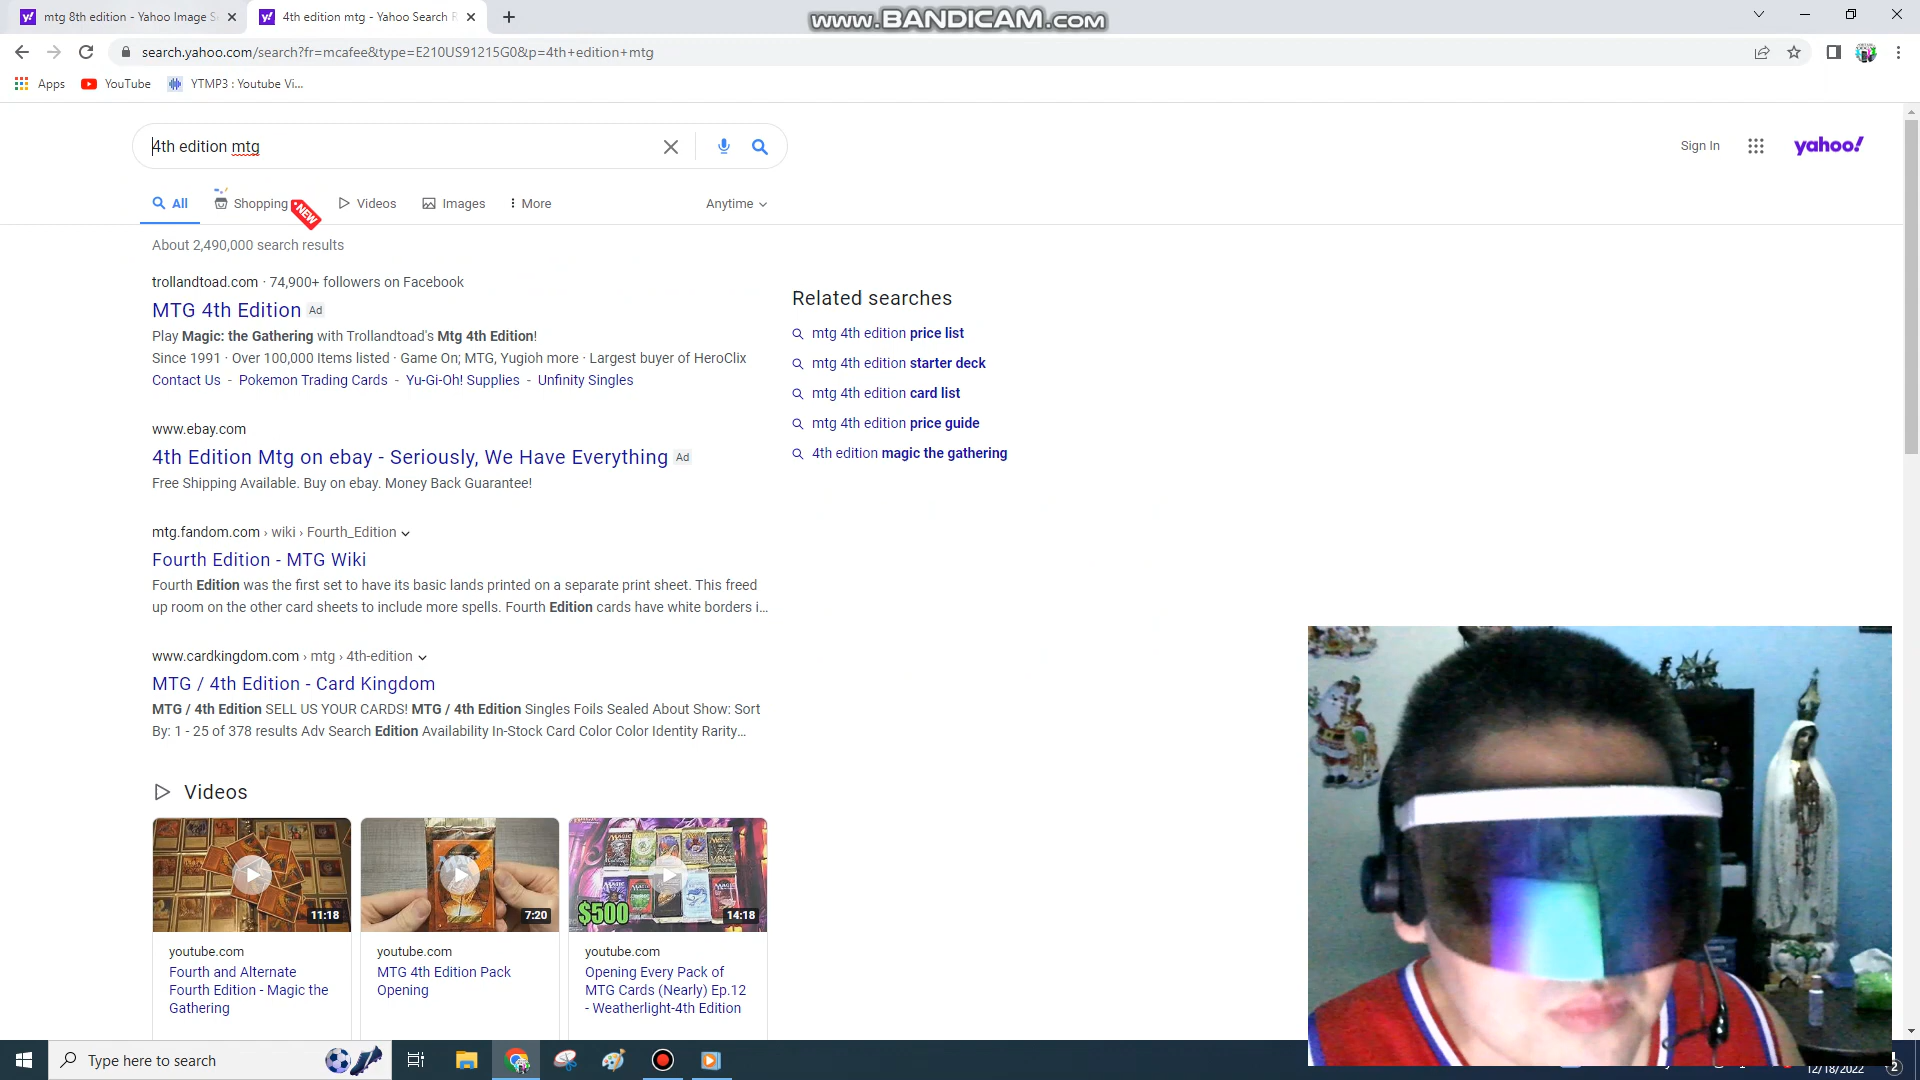 mtg 8th edition - Yahoo Image S
4th edition mtg - Yahoo Search R
www.BANDICAM.com
search.yahoo.com/search?fr=mcafee&type=E210US91215G0&p=4th+edition+mtg
Apps
YouTube
YTMP3 : Youtube Vi...
4th edition mtg
Sign In
yahoo!
All
Shopping
NEW
Videos
Images
More
Anytime
About 2,490,000 search results
trollandtoad.com · 74,900+ followers on Facebook
MTG 4th Edition Ad
Play Magic: the Gathering with Trollandtoad's Mtg 4th Edition!
Since 1991 · Over 100,000 Items listed · Game On; MTG, Yugioh more · Largest buyer of HeroClix
Contact Us - Pokemon Trading Cards - Yu-Gi-Oh! Supplies - Unfinity Singles
www.ebay.com
4th Edition Mtg on ebay - Seriously, We Have Everything Ad
Free Shipping Available. Buy on ebay. Money Back Guarantee!
mtg.fandom.com › wiki › Fourth_Edition
Fourth Edition - MTG Wiki
Fourth Edition was the first set to have its basic lands printed on a separate print sheet. This freed
up room on the other card sheets to include more spells. Fourth Edition cards have white borders i...
www.cardkingdom.com › mtg › 4th-edition
MTG / 4th Edition - Card Kingdom
MTG / 4th Edition SELL US YOUR CARDS! MTG / 4th Edition Singles Foils Sealed About Show: Sort
By: 1 - 25 of 378 results Adv Search Edition Availability In-Stock Card Color Color Identity Rarity...
Related searches
mtg 4th edition price list
mtg 4th edition starter deck
mtg 4th edition card list
mtg 4th edition price guide
4th edition magic the gathering
Videos
11:18
youtube.com
Fourth and Alternate
Fourth Edition - Magic the
Gathering
7:20
youtube.com
MTG 4th Edition Pack
Opening
$500
14:18
youtube.com
Opening Every Pack of
MTG Cards (Nearly) Ep.12
- Weatherlight-4th Edition
Type here to search
12/18/2022
2